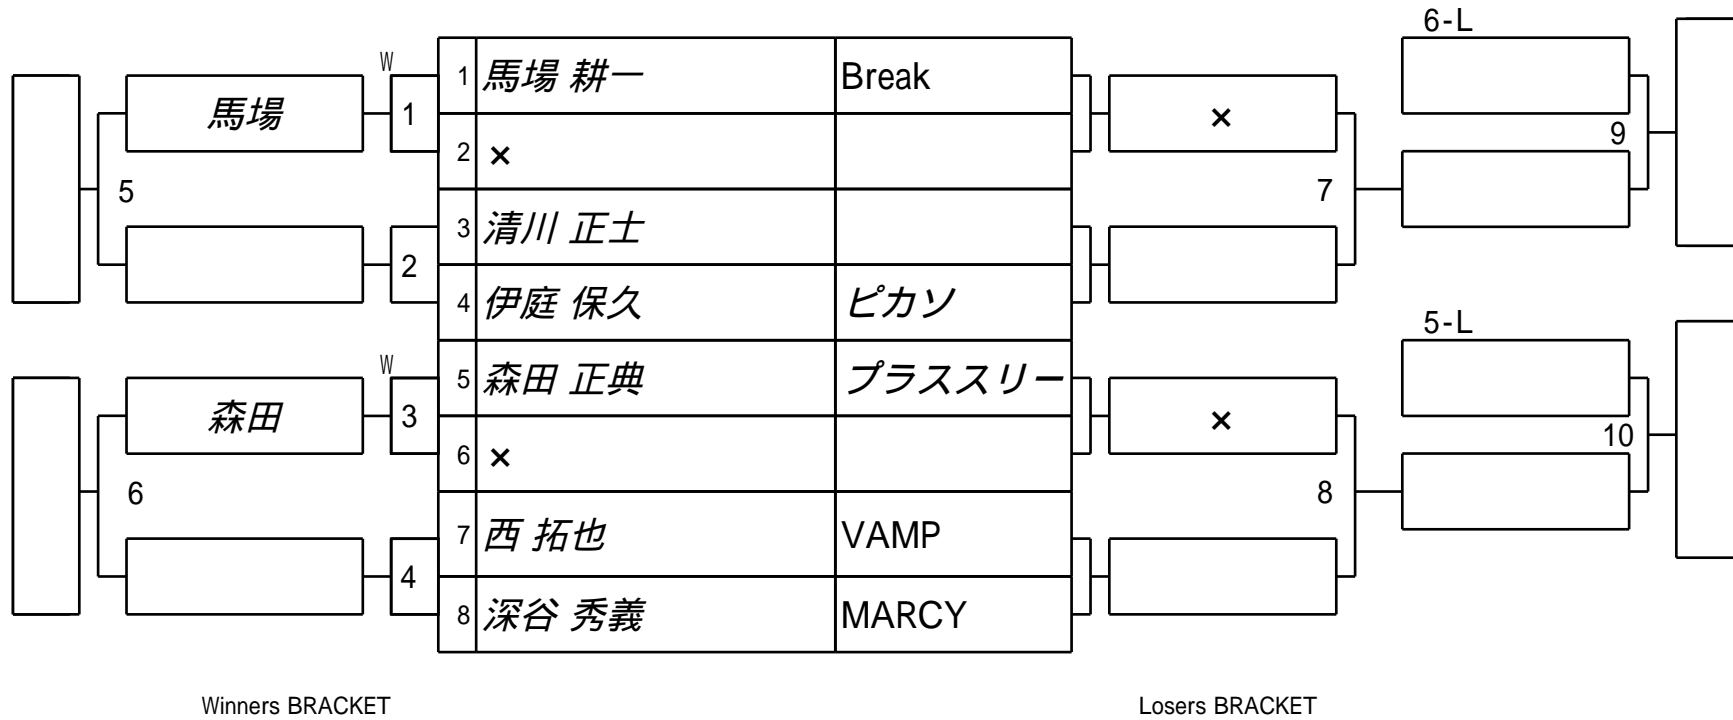 6-L
W
1 馬場 耕一 Break
馬場 1 × 9
2 ×
5 7
3 清川 正士
2
4 伊庭 保久 ピカソ
5-L
W
5 森田 正典 プラススリー
森田 3 × 10
6 ×
6 8
7 西 拓也 VAMP
4
8 深谷 秀義 MARCY
Winners BRACKET Losers BRACKET